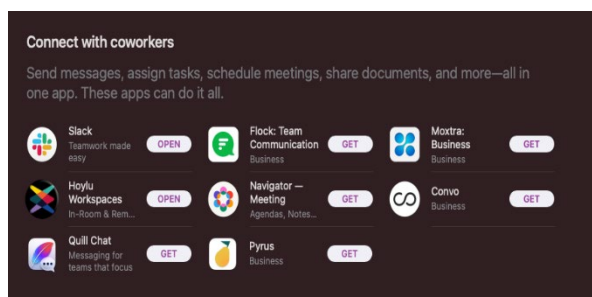 Connect with coworkers
Send messages, assign tasks, schedule meetings, share documents, and more—all in
one app. These apps can do it all.
Slack
Teamwork made
easy
OPEN
Flock: Team
Communication
Business
GET
Moxtra:
Business
Business
GET
Hoylu
Workspaces
In-Room & Rem...
OPEN
Navigator —
Meeting
Agendas, Notes...
GET
Convo
Business
GET
Quill Chat
Messaging for
teams that focus
GET
Pyrus
Business
GET